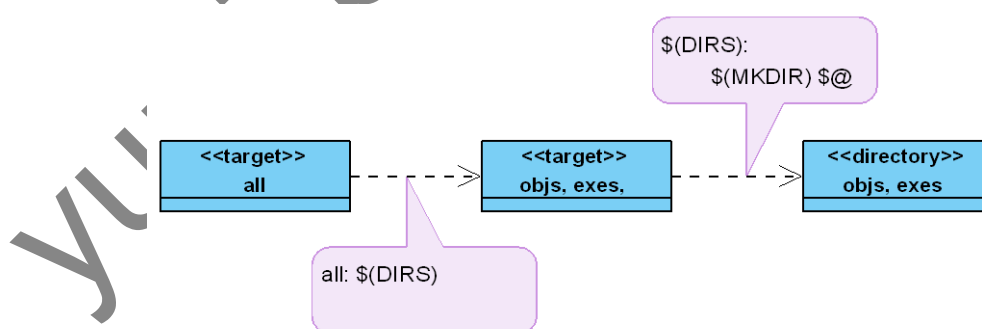 $(DIRS):
$(MKDIR) $@
<<target>>
all
<<target>>
objs, exes,
<<directory>>
objs, exes
all: $(DIRS)